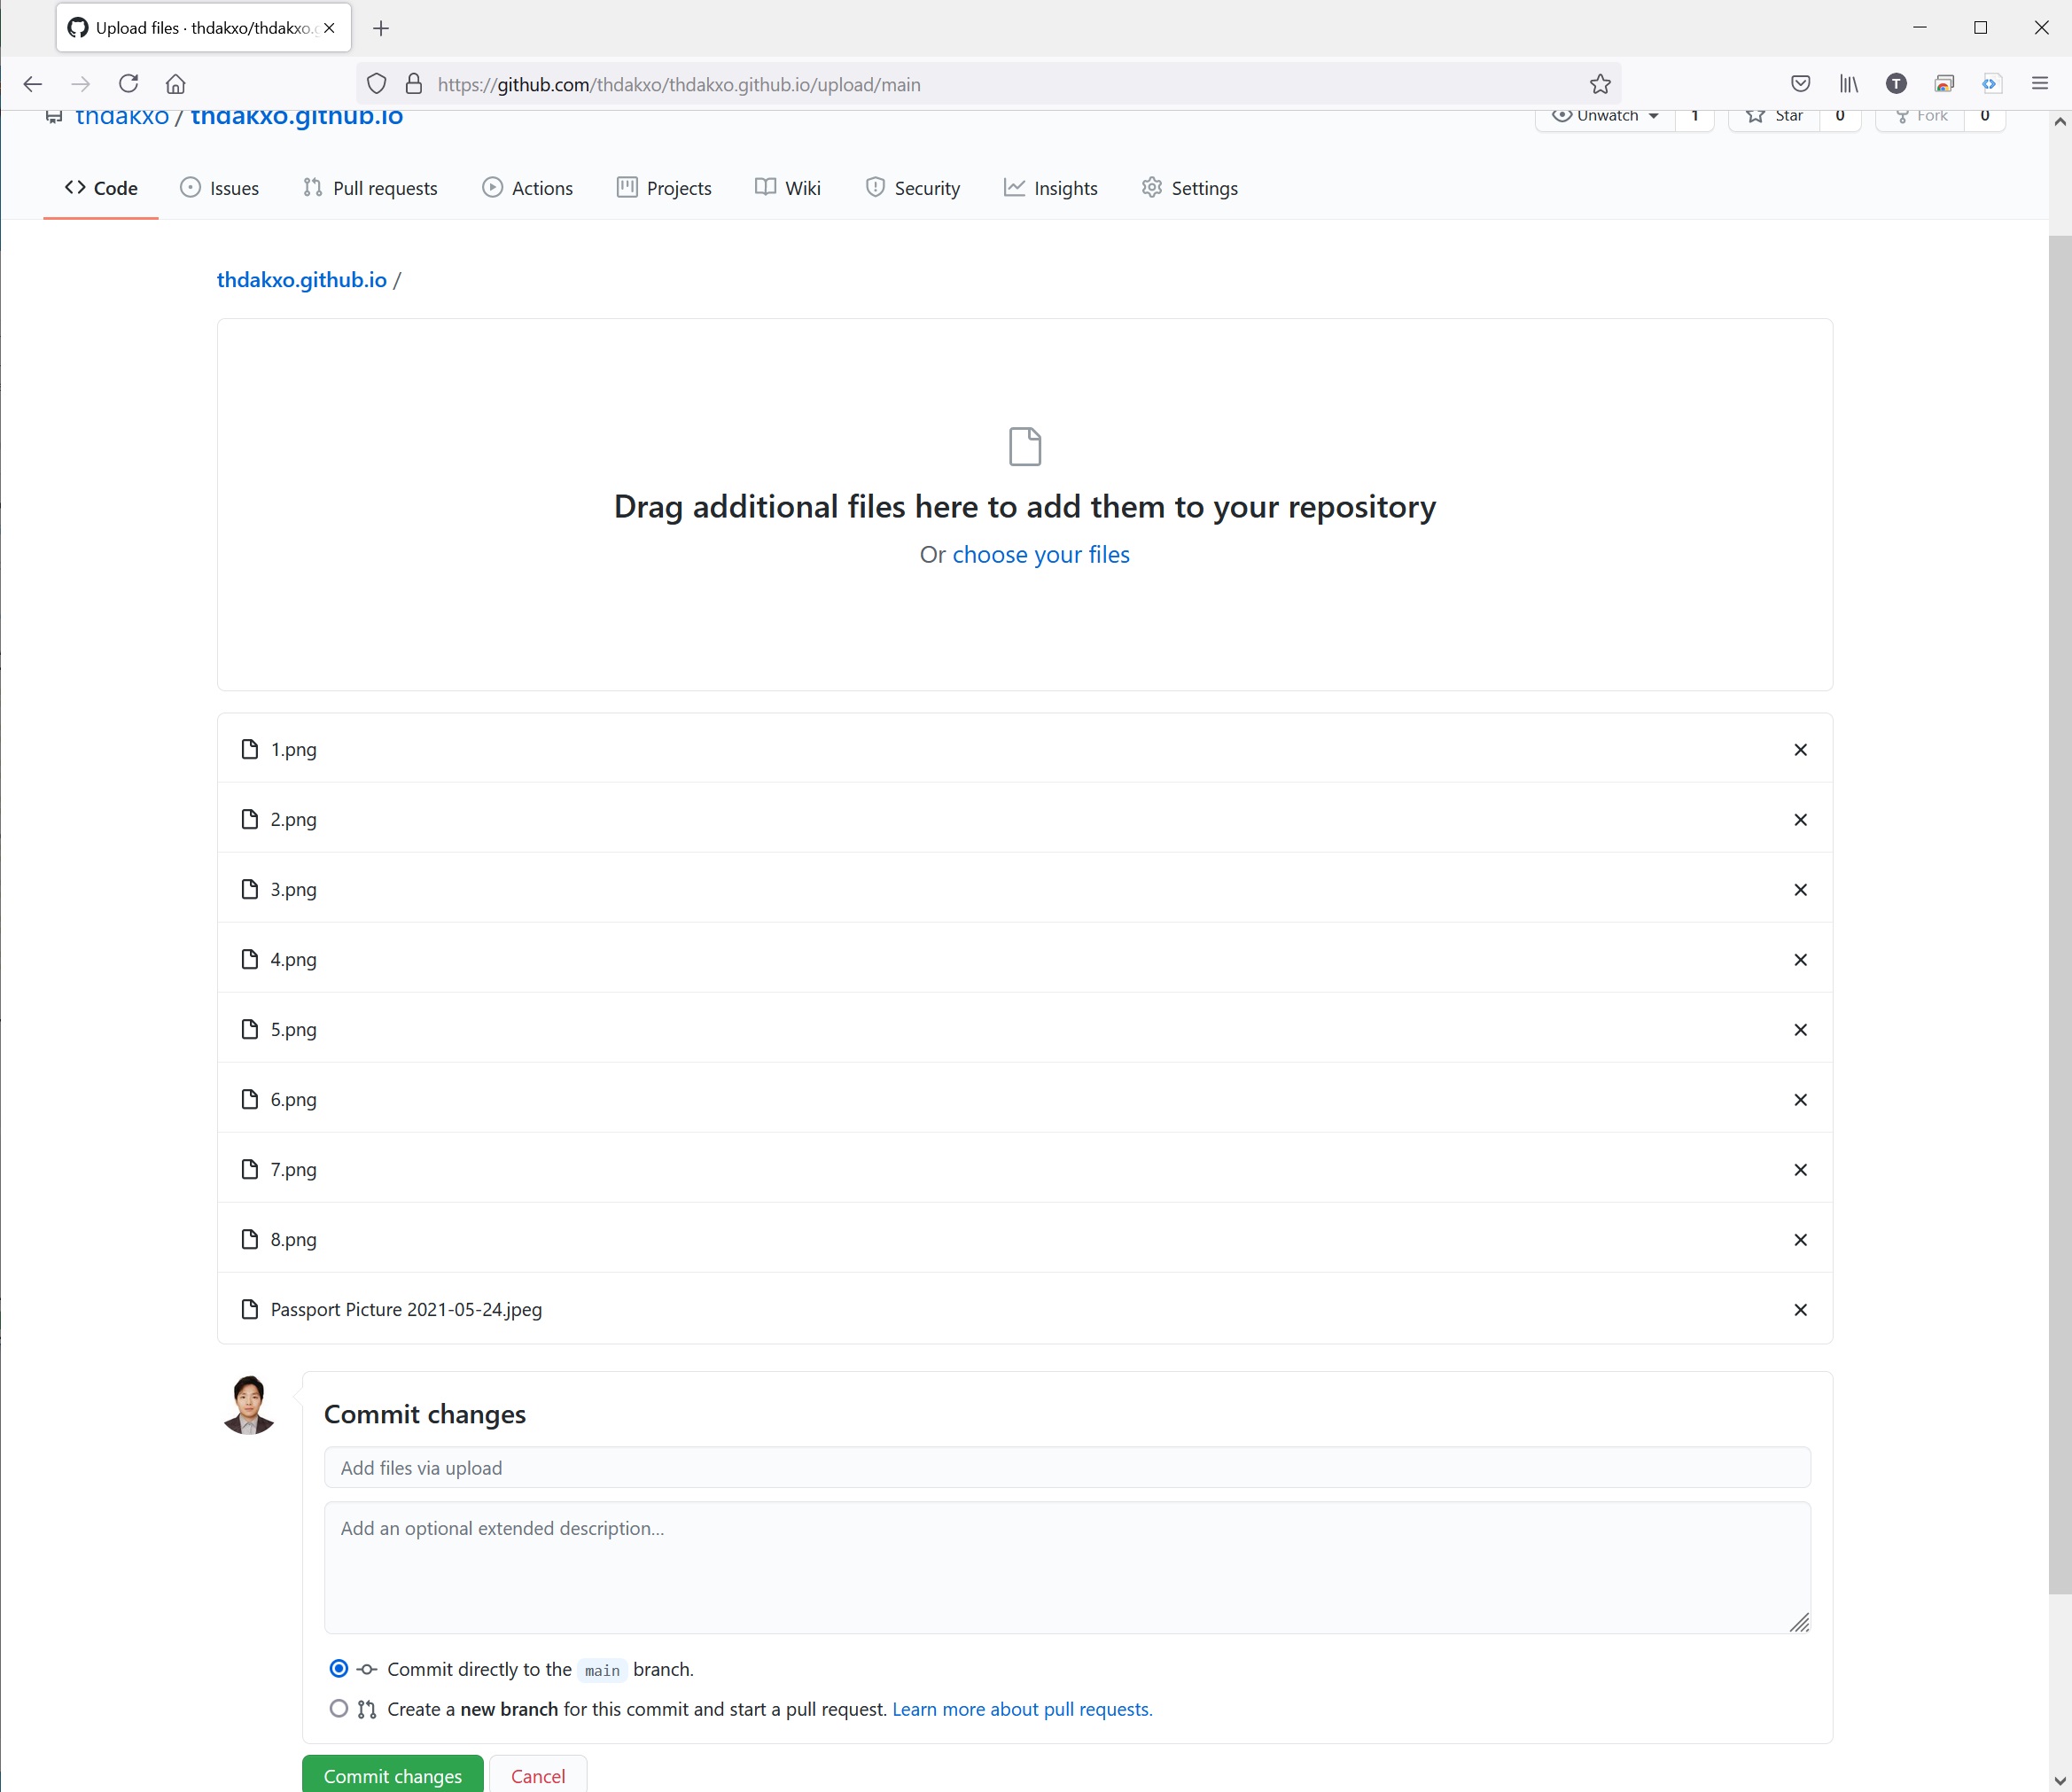 Upload files · thdakxo/thdakxo.g
https://github.com/thdakxo/thdakxo.github.io/upload/main
T
thdakxo / thdakxo.github.io
Unwatch 1 Star 0 Fork 0
Code Issues Pull requests Actions Projects Wiki Security Insights Settings
thdakxo.github.io /
Drag additional files here to add them to your repository
Or choose your files
1.png
2.png
3.png
4.png
5.png
6.png
7.png
8.png
Passport Picture 2021-05-24.jpeg
Commit changes
Add files via upload
Add an optional extended description...
Commit directly to the main branch.
Create a new branch for this commit and start a pull request. Learn more about pull requests.
Commit changes Cancel